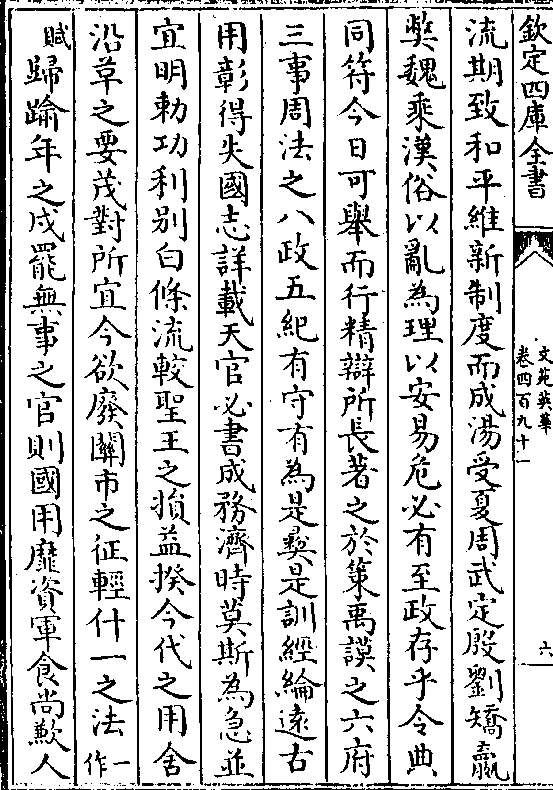 欽定四庫全書
文苑英華
卷四百九十一
六
流期致和平維新制度而成湯受夏周武定殷劉矯嬴
獘魏乘漢俗以亂為理以安易危必有至政存乎令典
同符今日可舉而行精辯所長著之於策禹謨之六府
三事周法之八政五紀有守有為是彛是訓經綸遠古
用彰得失國志詳載天官必書成務濟時莫斯為急並
宜明勅功利别白條流較聖王之損益揆今代之用舍
沿革之要茂對所宜今欲廢關市之征輕什一之法一作
賦歸踰年之戍罷無事之官則國用靡資軍食尚歉人